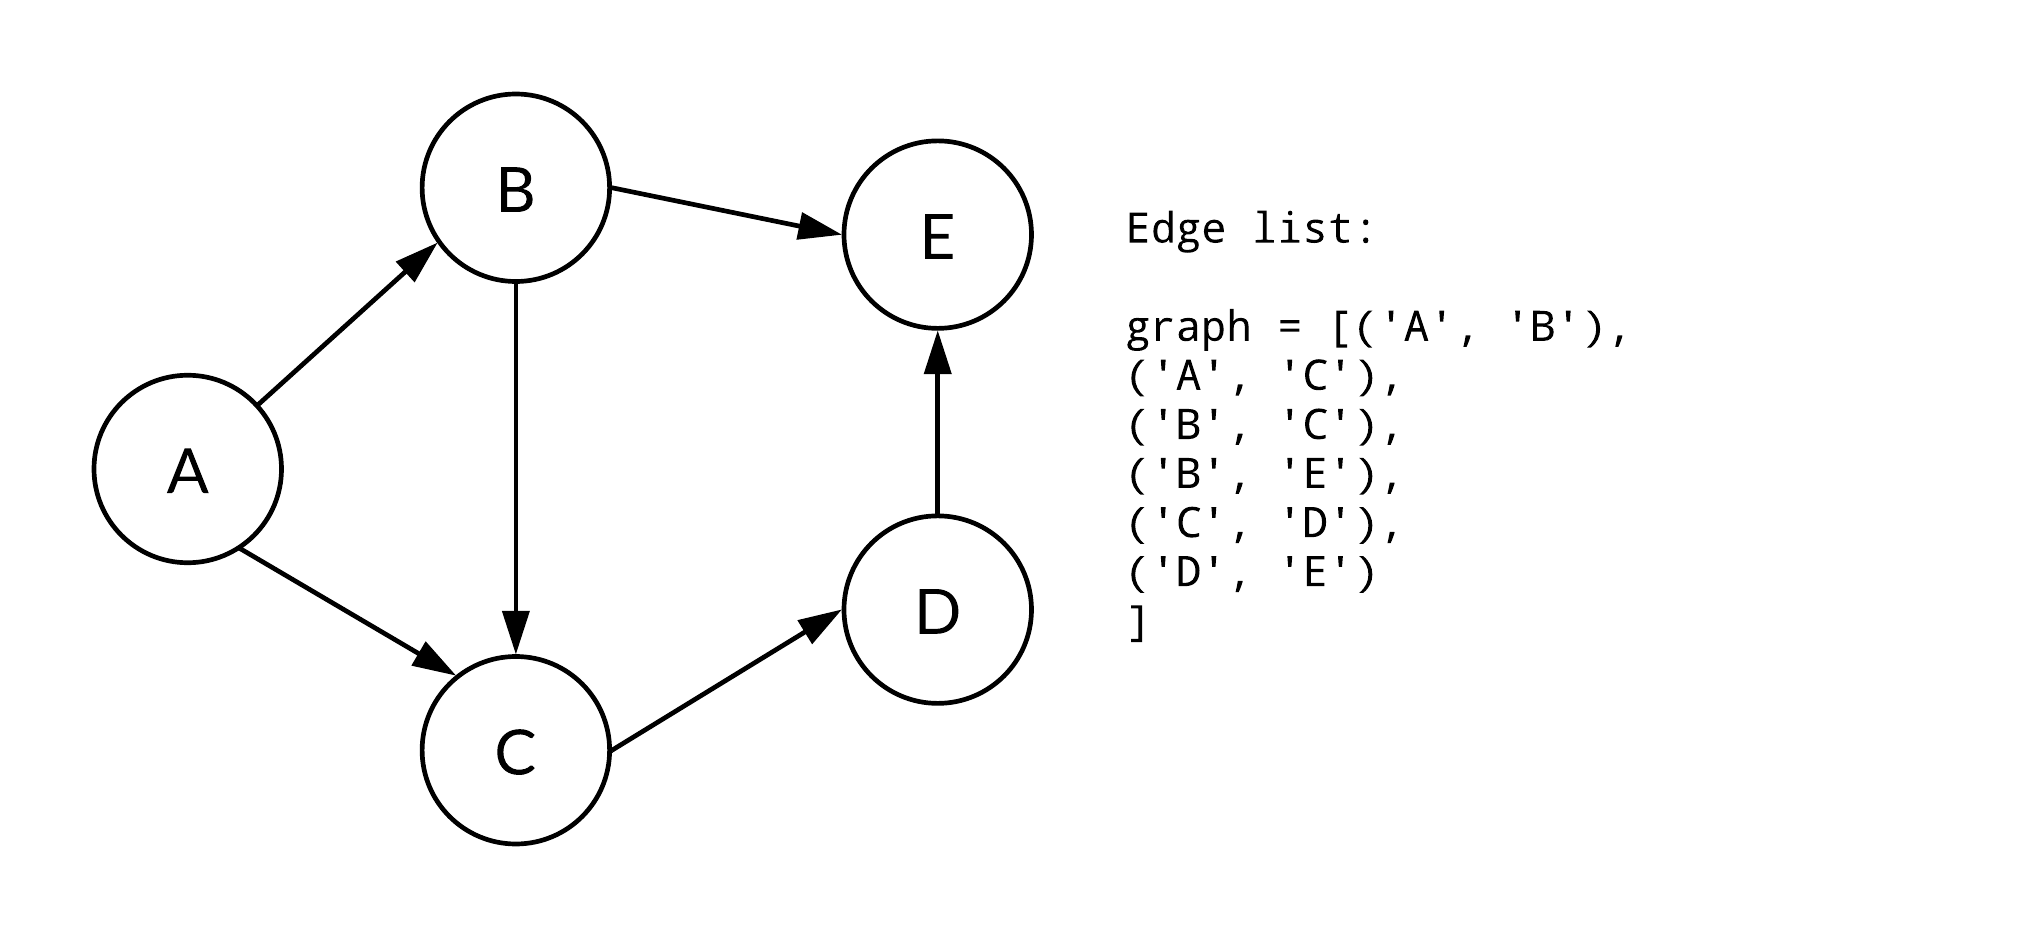 B
E
A
D
C
Edge list:
graph = [('A', 'B'),
('A', 'C'),
('B', 'C'),
('B', 'E'),
('C', 'D'),
('D', 'E')
]